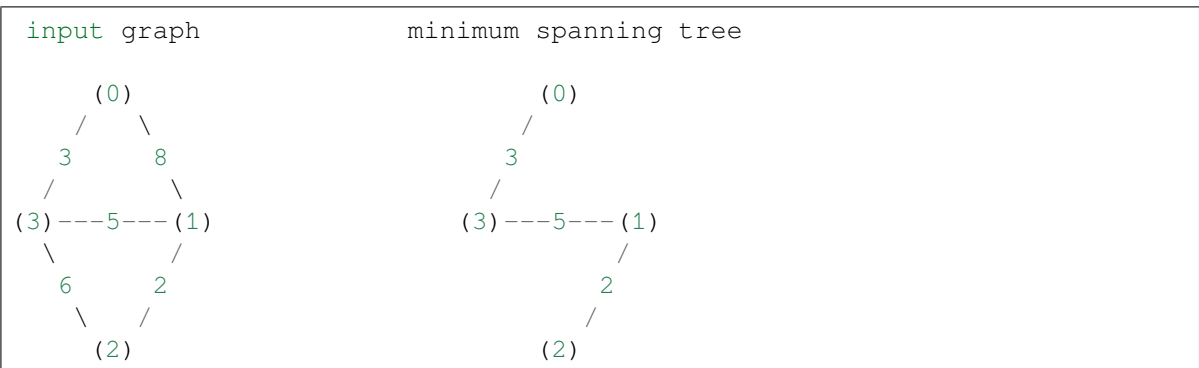 input graph             minimum spanning tree
     (0)                         (0)
    /   \                       /
   3     8                     3
  /       \                   /
(3)---5---(1)               (3)---5---(1)
  \       /                           /
   6     2                           2
    \   /                           /
     (2)                         (2)